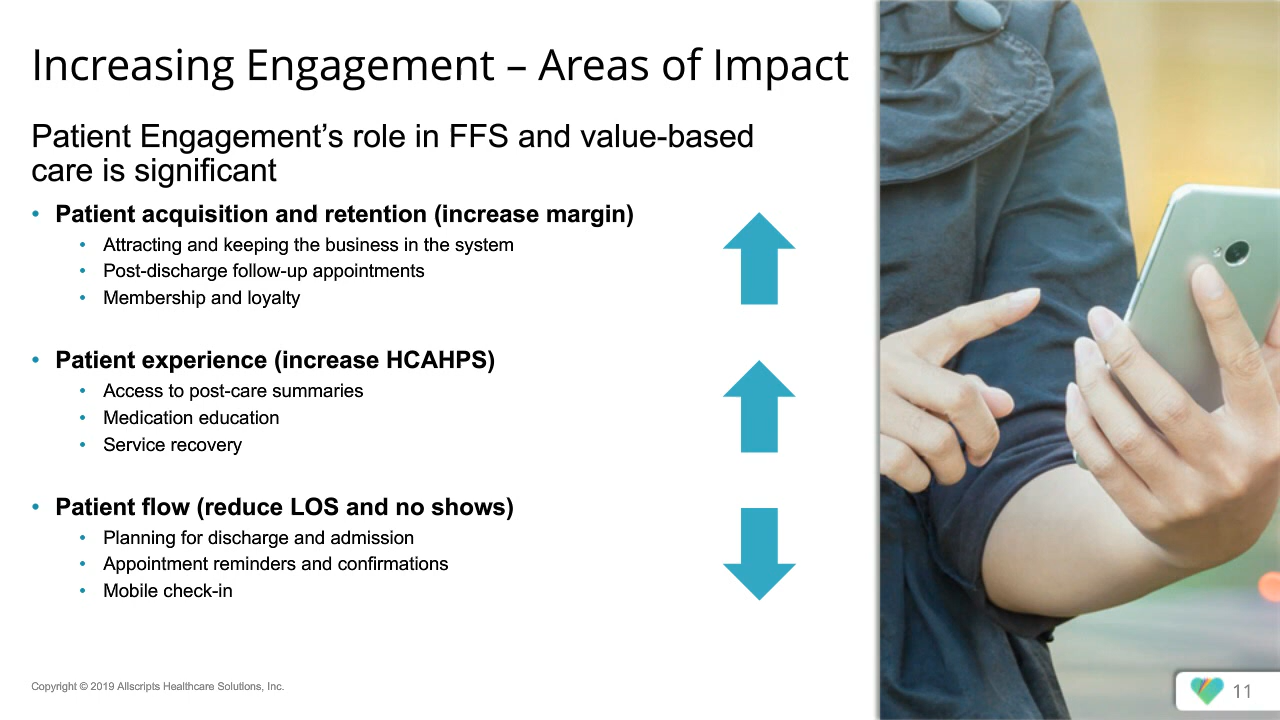 Increasing Engagement – Areas of Impact
Patient Engagement’s role in FFS and value-based
care is significant
• Patient acquisition and retention (increase margin)
• Attracting and keeping the business in the system
• Post-discharge follow-up appointments
• Membership and loyalty
• Patient experience (increase HCAHPS)
• Access to post-care summaries
• Medication education
• Service recovery
• Patient flow (reduce LOS and no shows)
• Planning for discharge and admission
• Appointment reminders and confirmations
• Mobile check-in
Copyright © 2019 Allscripts Healthcare Solutions, Inc.
11